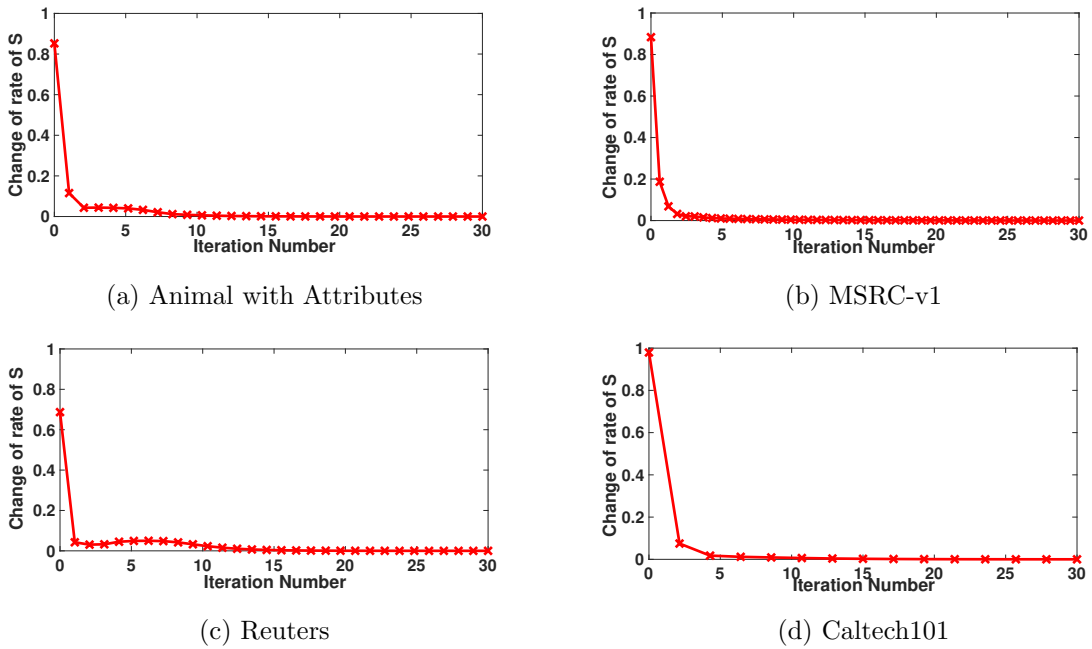 1
0.8
0.6
0.4
0.2
0
Change of rate of S
0 5 10 15 20 25 30
Iteration Number
(a) Animal with Attributes
1
0.8
0.6
0.4
0.2
0
Change of rate of S
0 5 10 15 20 25 30
Iteration Number
(b) MSRC-v1
1
0.8
0.6
0.4
0.2
0
Change of rate of S
0 5 10 15 20 25 30
Iteration Number
(c) Reuters
1
0.8
0.6
0.4
0.2
0
Change of rate of S
0 5 10 15 20 25 30
Iteration Number
(d) Caltech101